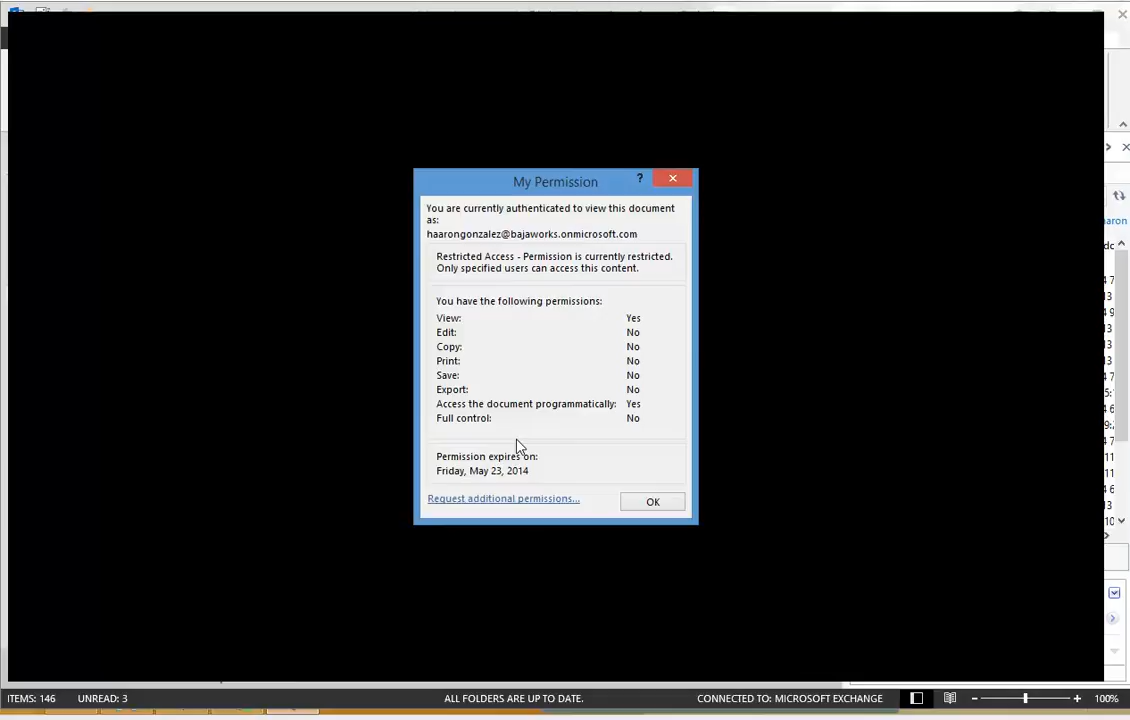 My Permission
?
You are currently authenticated to view this document
as:
haarongonzalez@bajaworks.onmicrosoft.com
Restricted Access - Permission is currently restricted.
Only specified users can access this content.
You have the following permissions:
View: Yes
Edit: No
Copy: No
Print: No
Save: No
Export: No
Access the document programmatically: Yes
Full control: No
Permission expires on:
Friday, May 23, 2014
Request additional permissions...
OK
ITEMS: 146 UNREAD: 3 ALL FOLDERS ARE UP TO DATE. CONNECTED TO: MICROSOFT EXCHANGE 100%